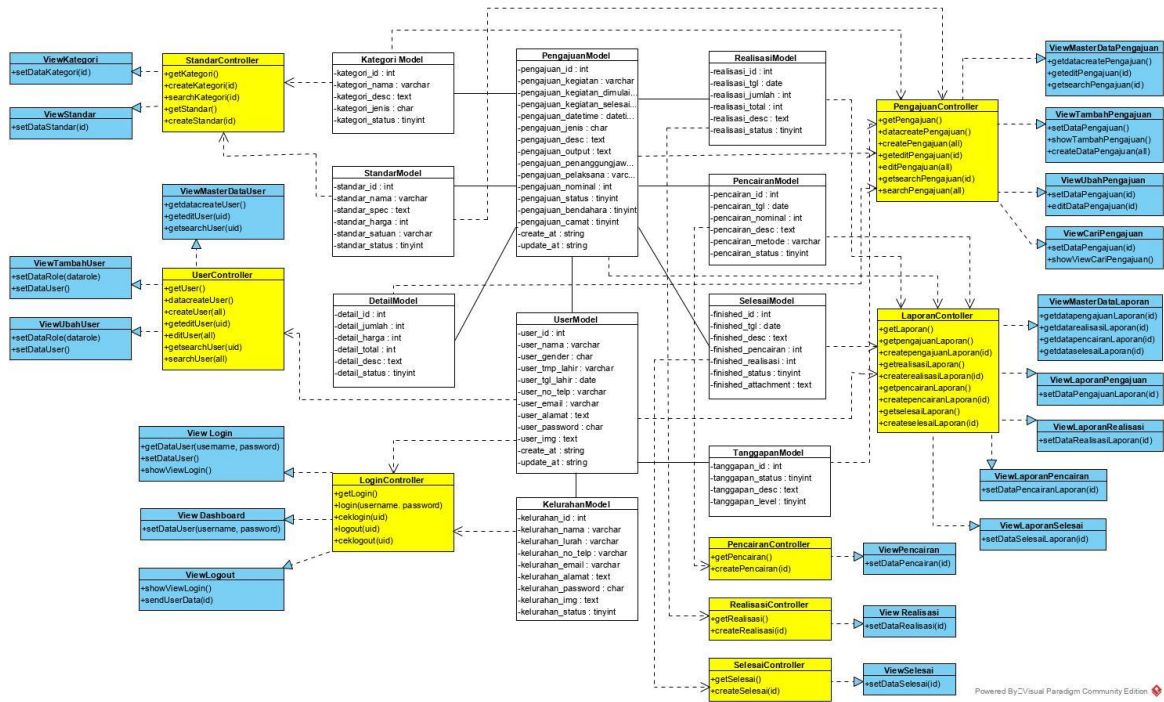 ViewKategori
+setDataKategori(id)
ViewStandar
+setDataStandar(id)
StandarController
+getKategori()
+createKategori(id)
+searchKategori(id)
+getStandar()
+createStandar(id)
ViewMasterDataUser
+getdatacreateUser()
+geteditUser(uid)
+getsearchUser(uid)
ViewTambahUser
+setDataRole(datarole)
+setDataUser()
ViewUbahUser
+setDataRole(datarole)
+setDataUser()
UserController
+getUser()
+datacreateUser()
+createUser(all)
+geteditUser(uid)
+editUser(all)
+getsearchUser(uid)
+searchUser(all)
View Login
+getDataUser(username, password)
+setDataUser()
+showViewLogin()
View Dashboard
+setDataUser(username, password)
ViewLogout
+showViewLogin()
+sendUserData(id)
Kategori Model
-kategori_id : int
-kategori_nama : varchar
-kategori_desc : text
-kategori_jenis : char
-kategori_status : tinyint
StandarModel
-standar_id : int
-standar_nama : varchar
-standar_spec : text
-standar_harga : int
-standar_satuan : varchar
-standar_status : tinyint
DetailModel
-detail_id : int
-detail_jumlah : int
-detail_harga : int
-detail_total : int
-detail_desc : text
-detail_status : tinyint
LoginController
+getLogin()
+login(username. password)
+ceklogin(uid)
+logout(uid)
+ceklogout(uid)
PengajuanModel
-pengajuan_id : int
-pengajuan_kegiatan : varchar
-pengajuan_kegiatan_dimulai...
-pengajuan_kegiatan_selesai...
-pengajuan_datetime : dateti...
-pengajuan_jenis : char
-pengajuan_desc : text
-pengajuan_output : text
-pengajuan_penanggungjaw...
-pengajuan_pelaksana : varc...
-pengajuan_nominal : int
-pengajuan_status : tinyint
-pengajuan_bendahara : tinyint
-pengajuan_camat : tinyint
-create_at : string
-update_at : string
UserModel
-user_id : int
-user_nama : varchar
-user_gender : char
-user_tmp_lahir : varchar
-user_tgl_lahir : date
-user_no_telp : varchar
-user_email : varchar
-user_alamat : text
-user_password : char
-user_img : text
-create_at : string
-update_at : string
KelurahanModel
-kelurahan_id : int
-kelurahan_nama : varchar
-kelurahan_lurah : varchar
-kelurahan_no_telp : varchar
-kelurahan_email : varchar
-kelurahan_alamat : text
-kelurahan_password : char
-kelurahan_img : text
-kelurahan_status : tinyint
RealisasiModel
-realisasi_id : int
-realisasi_tgl : date
-realisasi_jumlah : int
-realisasi_total : int
-realisasi_desc : text
-realisasi_status : tinyint
PencairanModel
-pencairan_id : int
-pencairan_tgl : date
-pencairan_nominal : int
-pencairan_desc : text
-pencairan_metode : varchar
-pencairan_status : tinyint
SelesaiModel
-finished_id : int
-finished_tgl : date
-finished_desc : text
-finished_pencairan : int
-finished_realisasi : int
-finished_status : tinyint
-finished_attachment : text
TanggapanModel
-tanggapan_id : int
-tanggapan_status : tinyint
-tanggapan_desc : text
-tanggapan_level : tinyint
PencairanController
+getPencairan()
+createPencairan(id)
RealisasiController
+getRealisasi()
+createRealisasi(id)
SelesaiController
+getSelesai()
+createSelesai(id)
PengajuanController
+getPengajuan()
+datacreatePengajuan()
+createPengajuan(all)
+geteditPengajuan(id)
+editPengajuan(all)
+getsearchPengajuan(id)
+searchPengajuan(all)
LaporanContoller
+getLaporan()
+getpengajuanLaporan()
+createpengajuanLaporan(id)
+getrealisasiLaporan()
+createrealisasiLaporan(id)
+getpencairanLaporan()
+createpencairanLaporan(id)
+getselesaiLaporan()
+createselesaiLaporan(id)
ViewMasterDataPengajuan
+getdatacreatePengajuan()
+geteditPengajuan(id)
+getsearchPengajuan(id)
ViewTambahPengajuan
+setDataPengajuan()
+showTambahPengajuan()
+createDataPengajuan(all)
ViewUbahPengajuan
+setDataPengajuan(id)
+editDataPengajuan(id)
ViewCariPengajuan
+setDataPengajuan(id)
+showViewCariPengajuan()
ViewMasterDataLaporan
+getdatapengajuanLaporan(id)
+getdatarealisasiLaporan(id)
+getdatapencairanLaporan(id)
+getdataselesaiLaporan(id)
ViewLaporanPengajuan
+setDataPengajuanLaporan(id)
ViewLaporanRealisasi
+setDataRealisasiLaporan(id)
ViewLaporanPencairan
+setDataPencairanLaporan(id)
ViewLaporanSelesai
+setDataSelesaiLaporan(id)
ViewPencairan
+setDataPencairan(id)
View Realisasi
+setDataRealisasi(id)
ViewSelesai
+setDataSelesai(id)
Powered By Visual Paradigm Community Edition